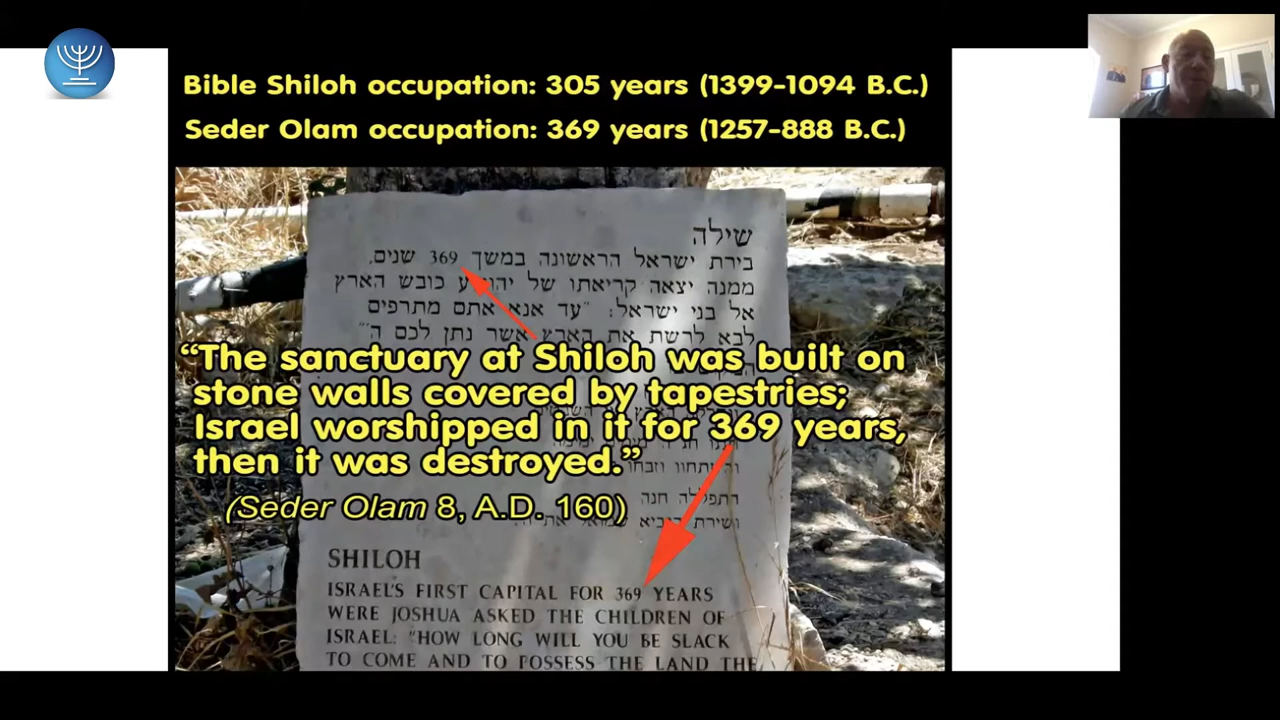 Bible Shiloh occupation: 305 years (1399-1094 B.C.)
Seder Olam occupation: 369 years (1257-888 B.C.)
שילה
בירת ישראל הראשונה במשך 369 שנים.
ממנה יצאה קריאתו של כובש הארץ
אל בני ישראל: "עד אנא אתם מתרפים
לבא לרשת את הארץ אשר נתן לכם ה'"
"The sanctuary at Shiloh was built on
stone walls covered by tapestries;
Israel worshipped in it for 369 years,
then it was destroyed."
(Seder Olam 8, A.D. 160)
התפללה חנה
SHILOH
ISRAEL'S FIRST CAPITAL FOR 369 YEARS
WERE JOSHUA ASKED THE CHILDREN OF
ISRAEL: "HOW LONG WILL YOU BE SLACK
TO COME AND TO POSSESS THE LAND THE